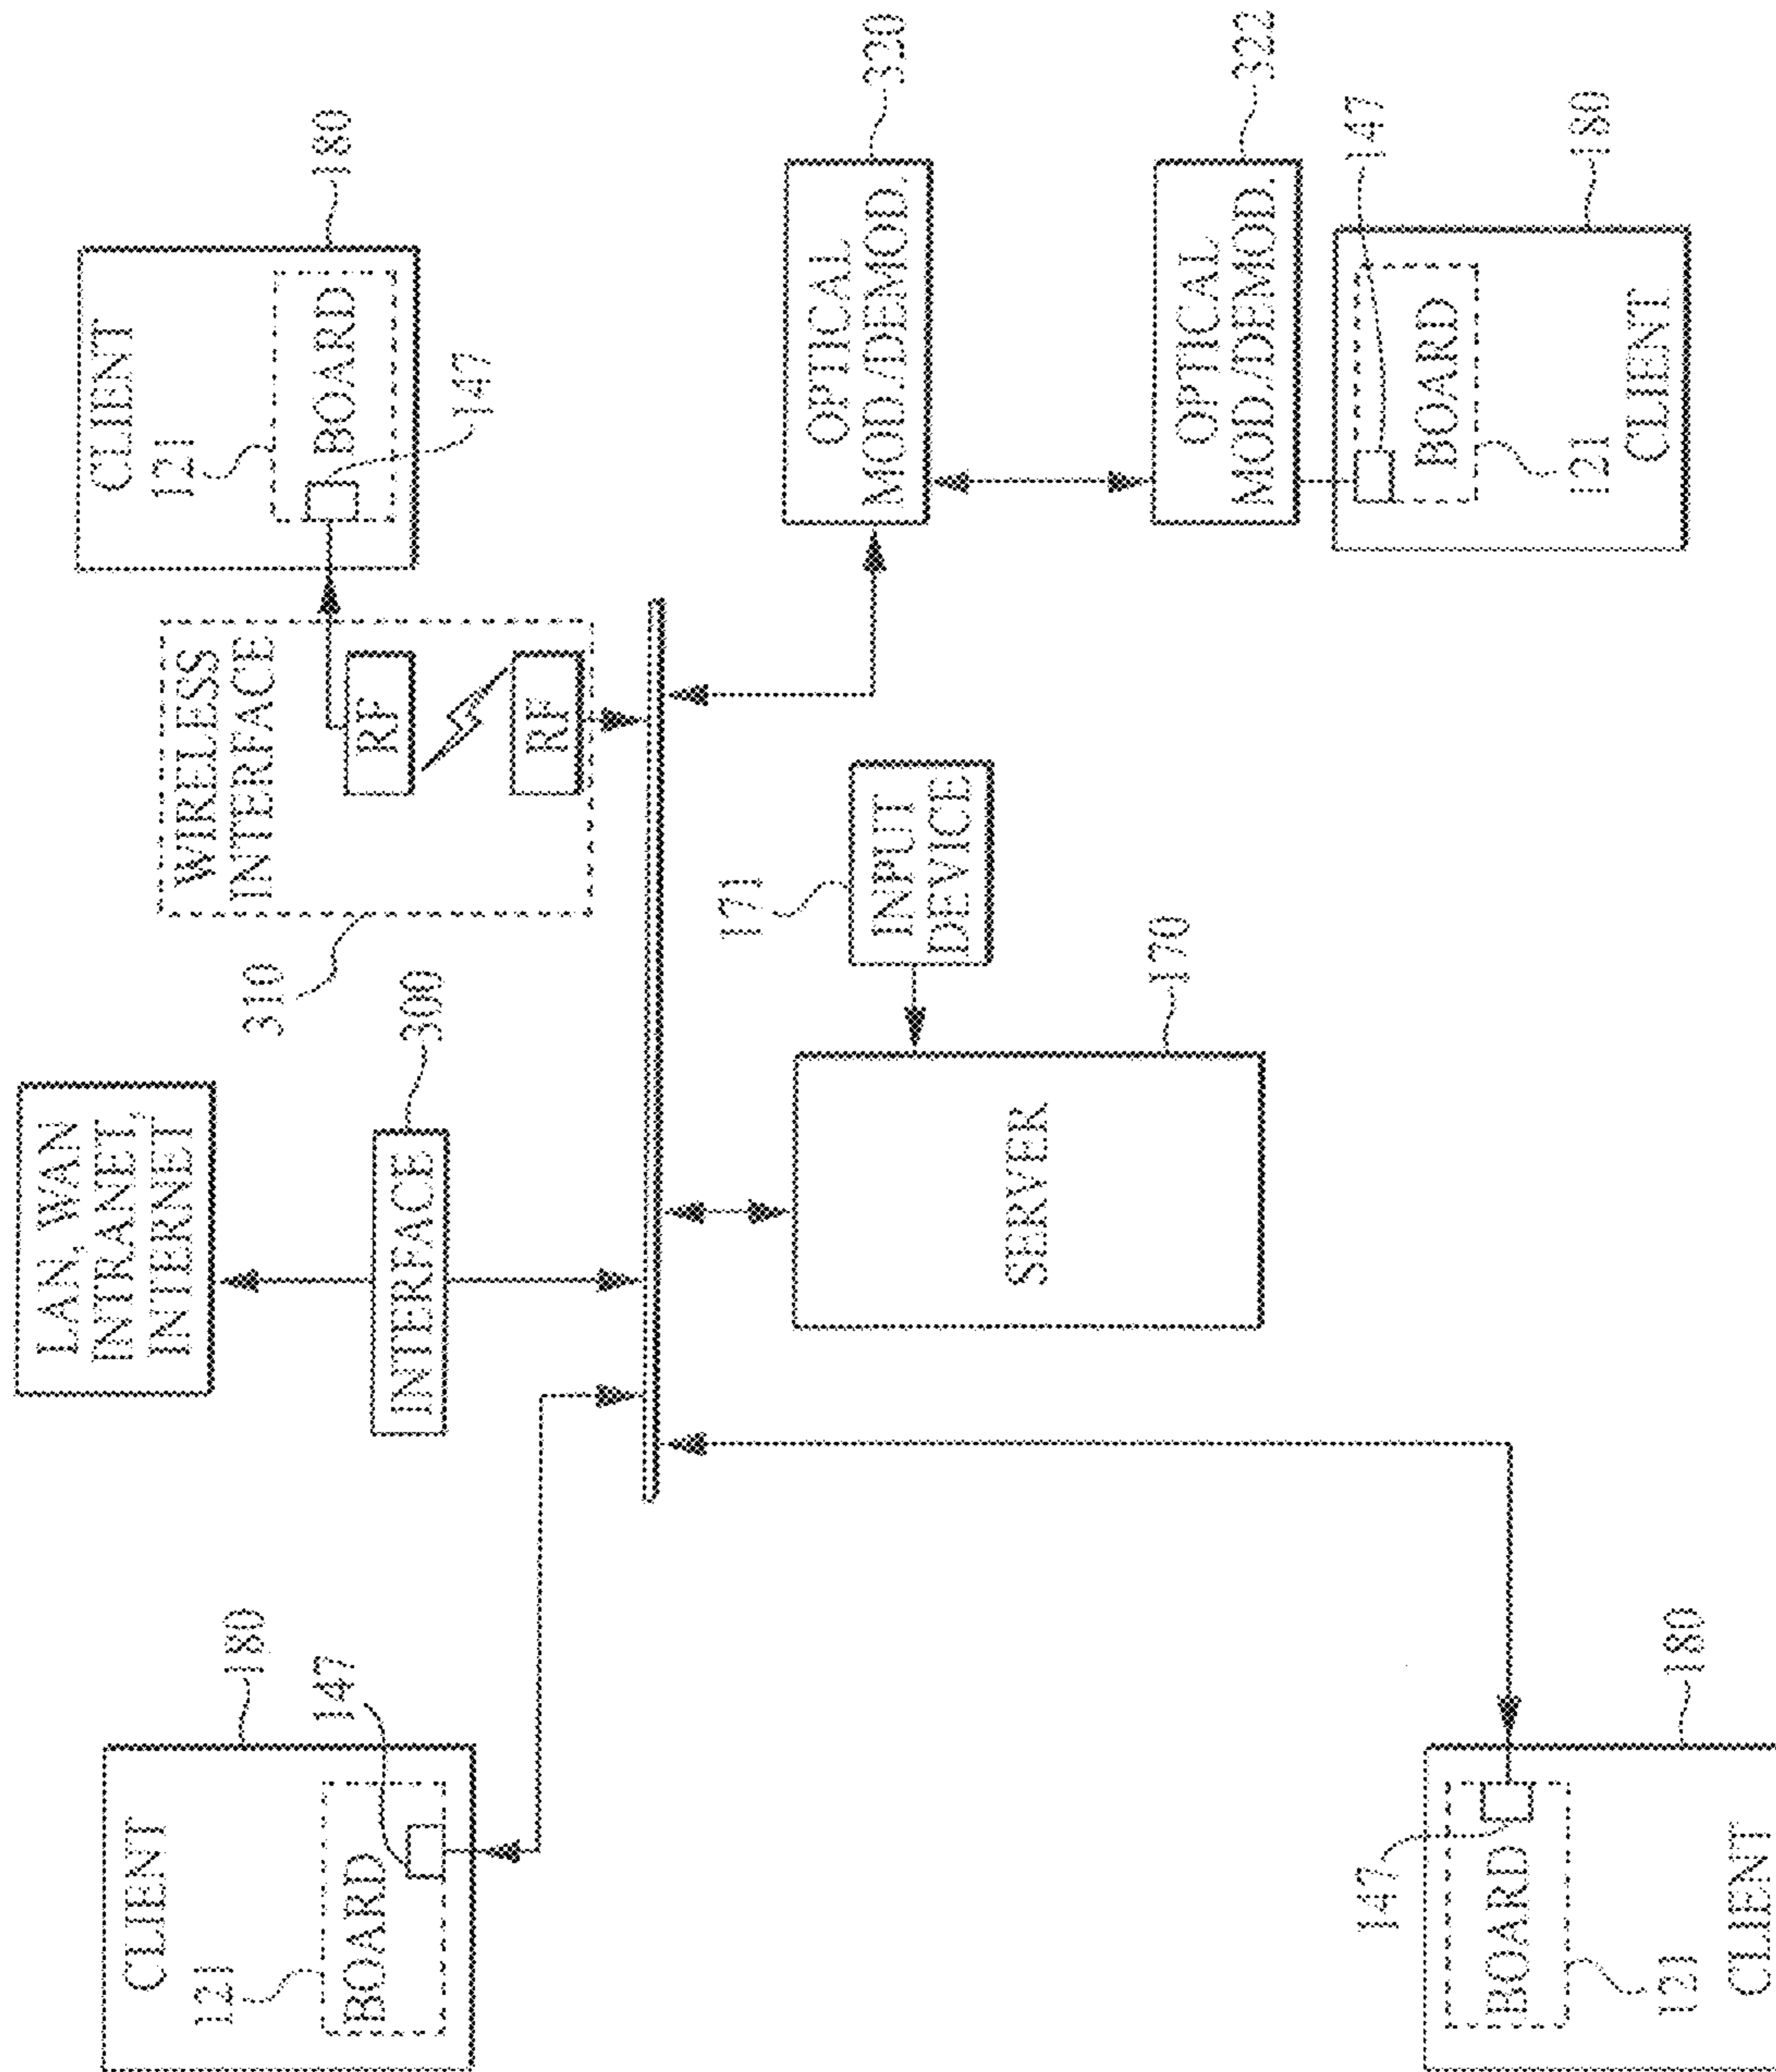 LAN, WAN
INTRANET,
INTERNET
CLIENT
180
121
BOARD
147
INTERFACE
300
WIRELESS
INTERFACE
310
RF
RF
CLIENT
180
121
BOARD
147
SERVER
170
INPUT
DEVICE
171
OPTICAL
MOD./DEMOD.
320
OPTICAL
MOD./DEMOD.
322
147
BOARD
121
CLIENT
180
147
BOARD
121
CLIENT
180